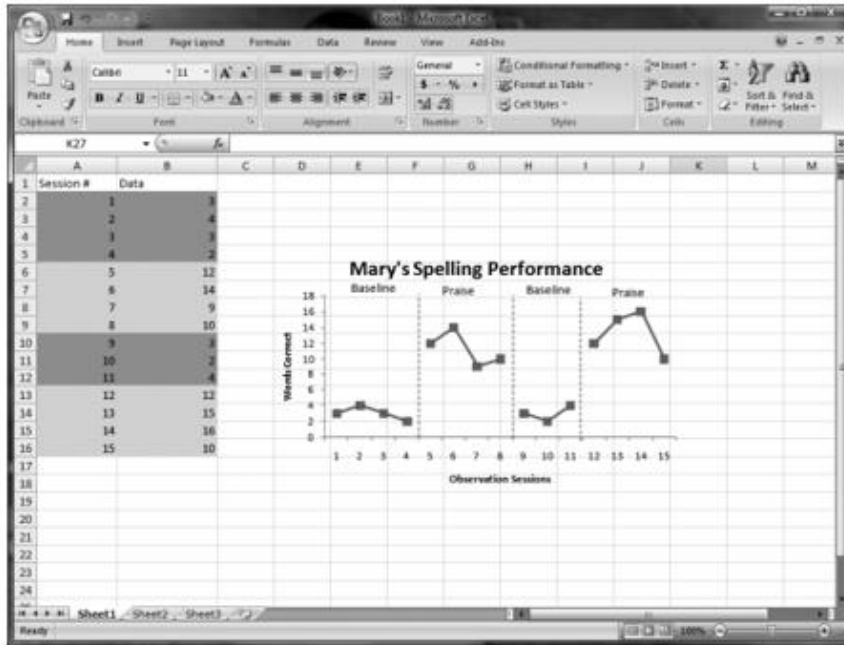 Book1 - Microsoft Excel
Home Insert Page Layout Formulas Data Review View Add-Ins
Paste
Calibri 11 A A
B I U A
General
$ % ,
Conditional Formatting
Format as Table
Cell Styles
Insert
Delete
Format
Σ
Sort & Filter
Find & Select
Clipboard Font Alignment Number Styles Cells Editing
K27 fx
A B C D E F G H I J K L M
1 Session # Data
2 1 3
3 2 4
4 3 3
5 4 2
6 5 12
7 6 14
8 7 9
9 8 10
10 9 3
11 10 2
12 11 4
13 12 12
14 13 15
15 14 16
16 15 10
17
18
19
20
21
22
23
24
Mary's Spelling Performance
Baseline Praise Baseline Praise
18
16
14
12
10
8
6
4
2
0
Words Correct
1 2 3 4 5 6 7 8 9 10 11 12 13 14 15
Observation Sessions
Sheet1 Sheet2 Sheet3
Ready 100%